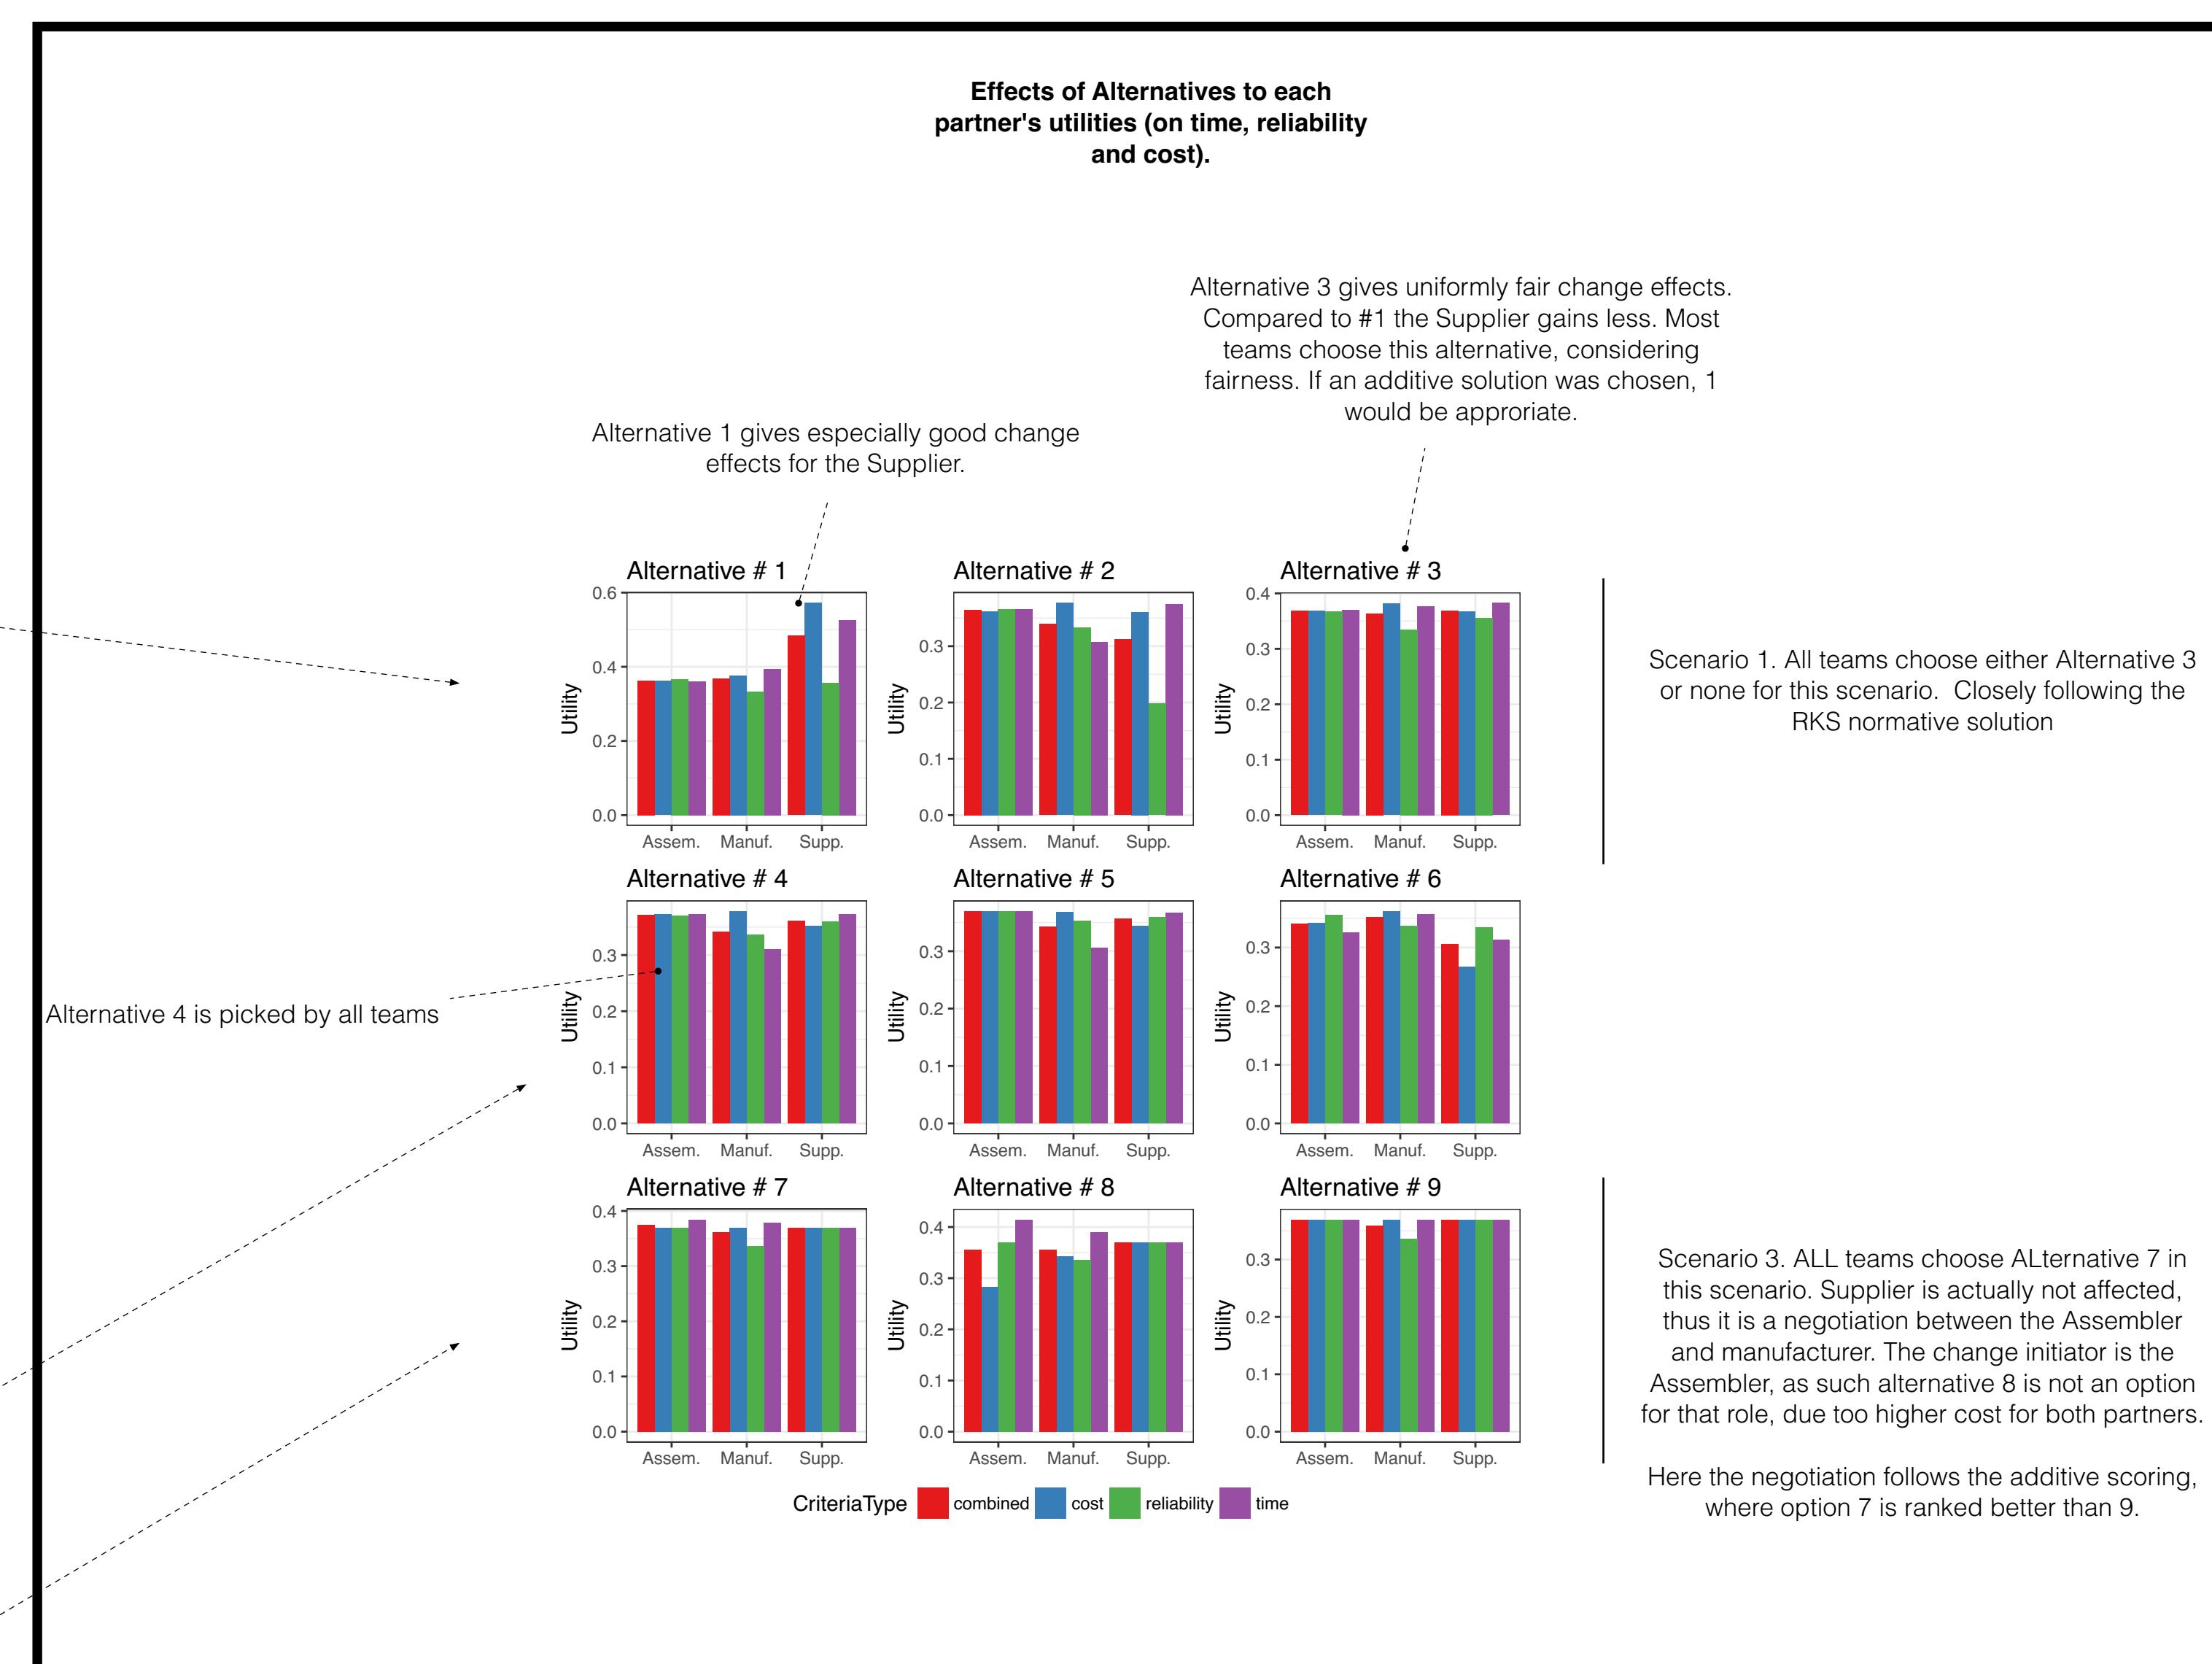 Effects of Alternatives to each
partner's utilities (on time, reliability
and cost).
Alternative 3 gives uniformly fair change effects.
Compared to #1 the Supplier gains less. Most
teams choose this alternative, considering
fairness. If an additive solution was chosen, 1
would be approriate.
Alternative 1 gives especially good change
effects for the Supplier.
Alternative # 1
0.6
0.4
0.2
0.0
Utility
Assem. Manuf. Supp.
Alternative # 2
0.3
0.2
0.1
0.0
Utility
Assem. Manuf. Supp.
Alternative # 3
0.4
0.3
0.2
0.1
0.0
Utility
Assem. Manuf. Supp.
Scenario 1. All teams choose either Alternative 3
or none for this scenario.  Closely following the
RKS normative solution
Alternative 4 is picked by all teams
Alternative # 4
0.3
0.2
0.1
0.0
Utility
Assem. Manuf. Supp.
Alternative # 5
0.3
0.2
0.1
0.0
Utility
Assem. Manuf. Supp.
Alternative # 6
0.3
0.2
0.1
0.0
Utility
Assem. Manuf. Supp.
Alternative # 7
0.4
0.3
0.2
0.1
0.0
Utility
Assem. Manuf. Supp.
Alternative # 8
0.4
0.3
0.2
0.1
0.0
Utility
Assem. Manuf. Supp.
Alternative # 9
0.3
0.2
0.1
0.0
Utility
Assem. Manuf. Supp.
Scenario 3. ALL teams choose ALternative 7 in
this scenario. Supplier is actually not affected,
thus it is a negotiation between the Assembler
and manufacturer. The change initiator is the
Assembler, as such alternative 8 is not an option
for that role, due too higher cost for both partners.
Here the negotiation follows the additive scoring,
where option 7 is ranked better than 9.
CriteriaType combined cost reliability time